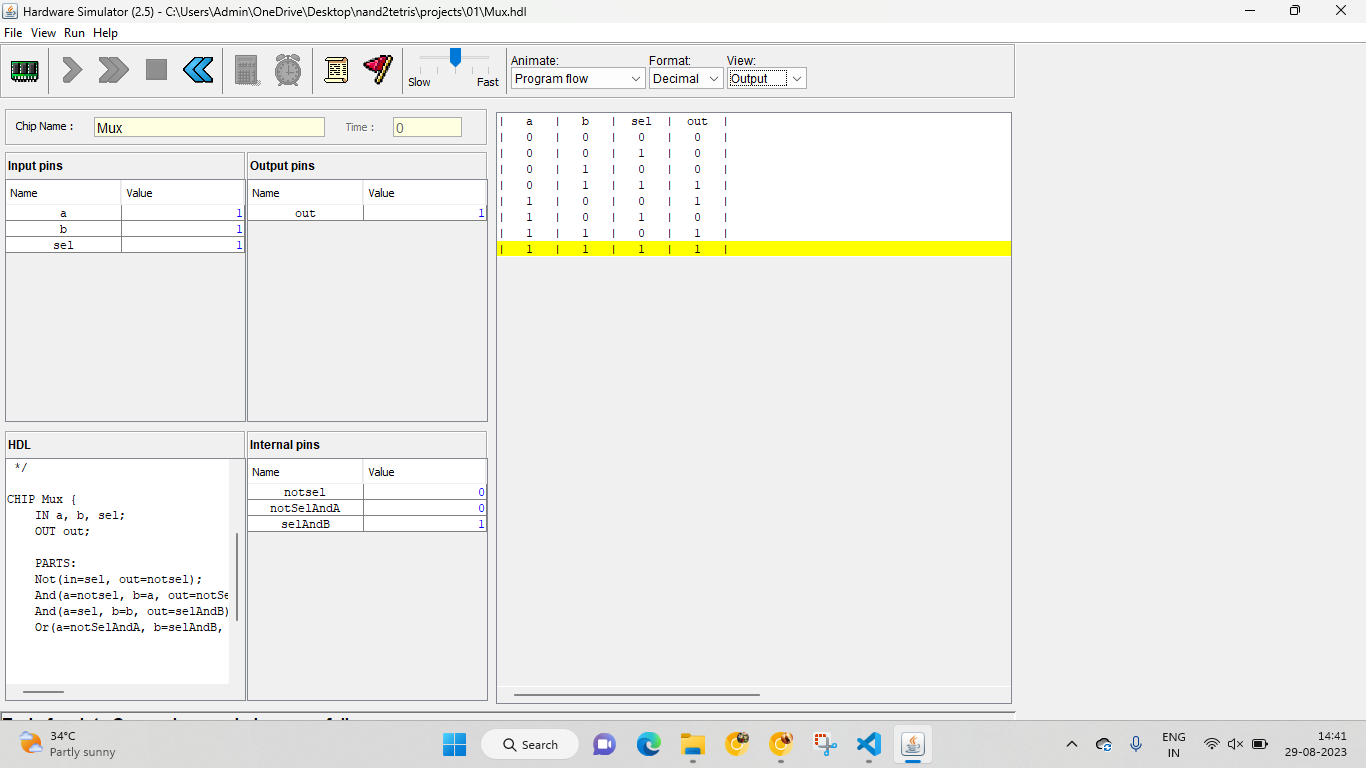 Hardware Simulator (2.5) - C:\Users\Admin\OneDrive\Desktop\nand2tetris\projects\01\Mux.hdl
File View Run Help
Slow Fast
Animate: Format: View:
Program flow Decimal Output
Chip Name : Mux Time : 0
Input pins
Name Value
a 1
b 1
sel 1
Output pins
Name Value
out 1
| a | b | sel | out |
| 0 | 0 | 0 | 0 |
| 0 | 0 | 1 | 0 |
| 0 | 1 | 0 | 0 |
| 0 | 1 | 1 | 1 |
| 1 | 0 | 0 | 1 |
| 1 | 0 | 1 | 0 |
| 1 | 1 | 0 | 1 |
| 1 | 1 | 1 | 1 |
HDL
*/
CHIP Mux {
IN a, b, sel;
OUT out;
PARTS:
Not(in=sel, out=notsel);
And(a=notsel, b=a, out=notSe
And(a=sel, b=b, out=selAndB)
Or(a=notSelAndA, b=selAndB,
Internal pins
Name Value
notsel 0
notSelAndA 0
selAndB 1
34°C
Partly sunny
Search
ENG
IN
14:41
29-08-2023